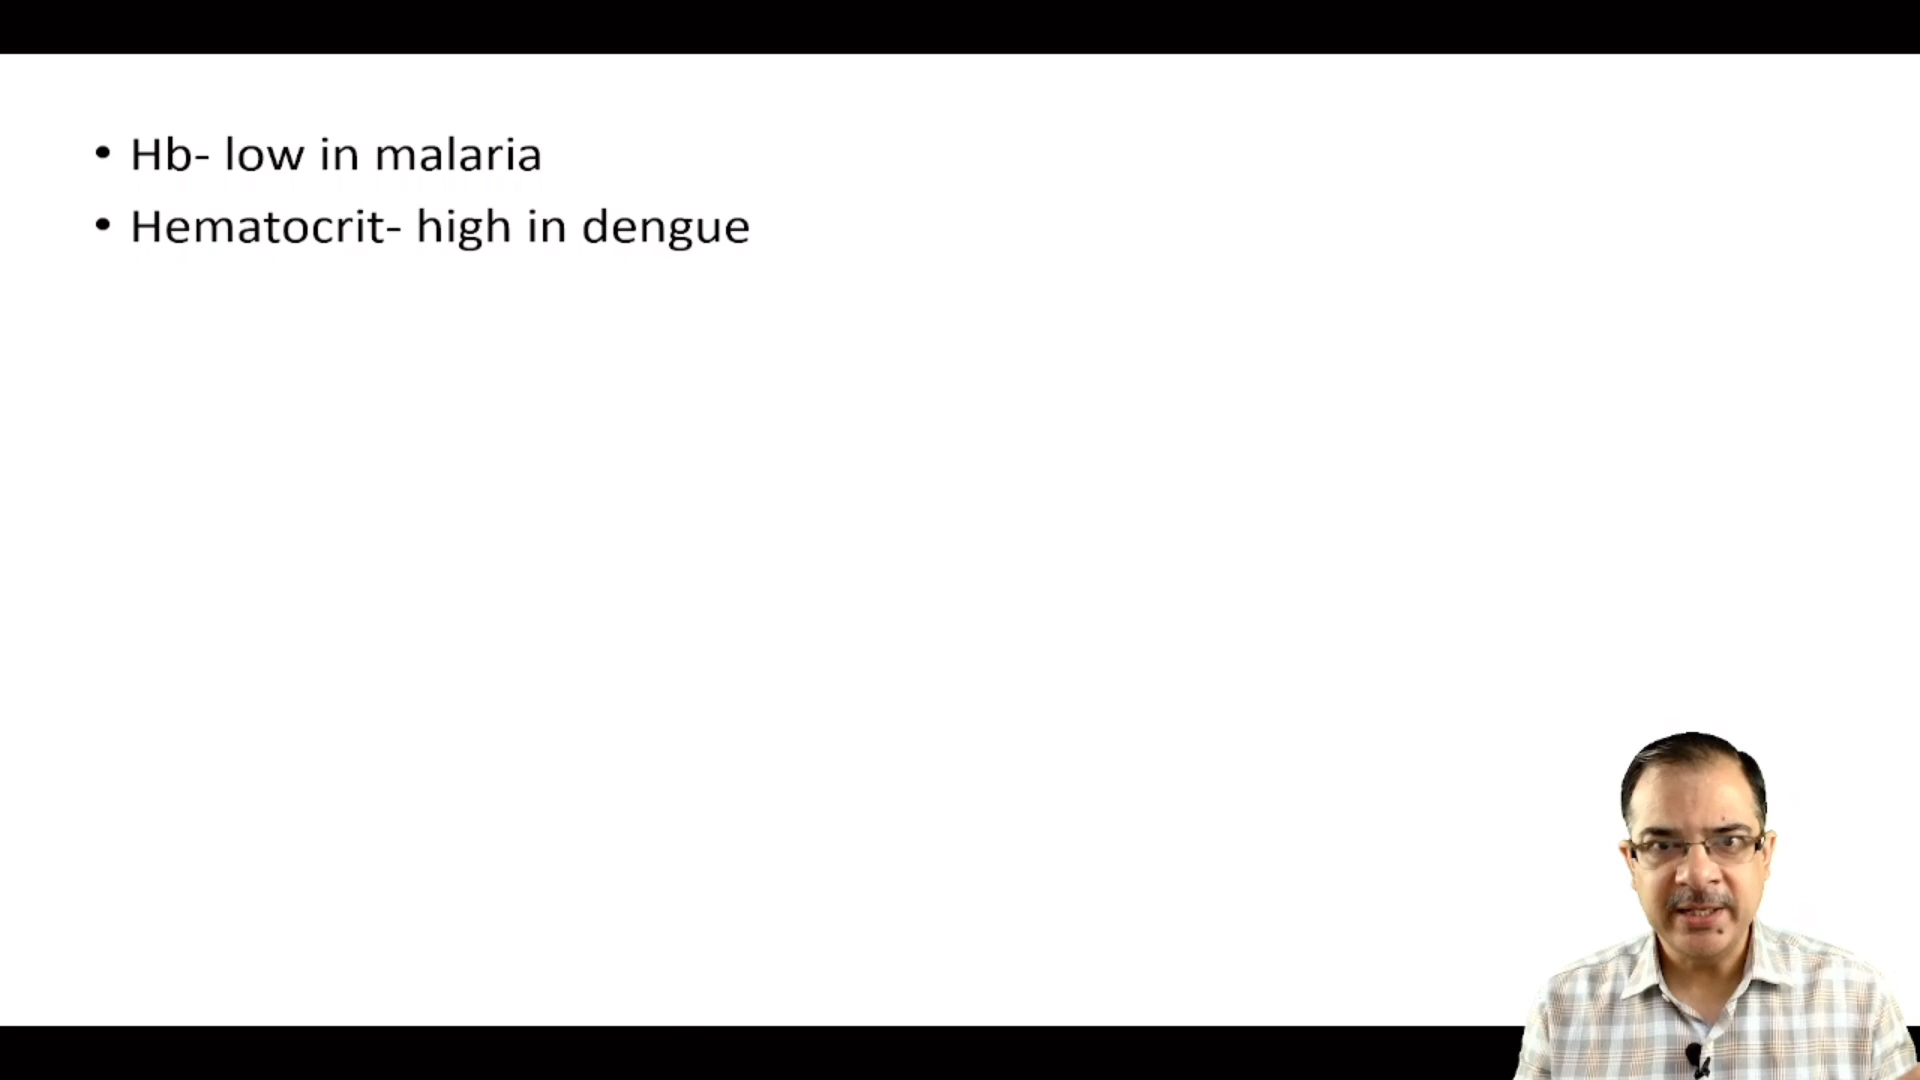 • Hb- low in malaria
• Hematocrit- high in dengue